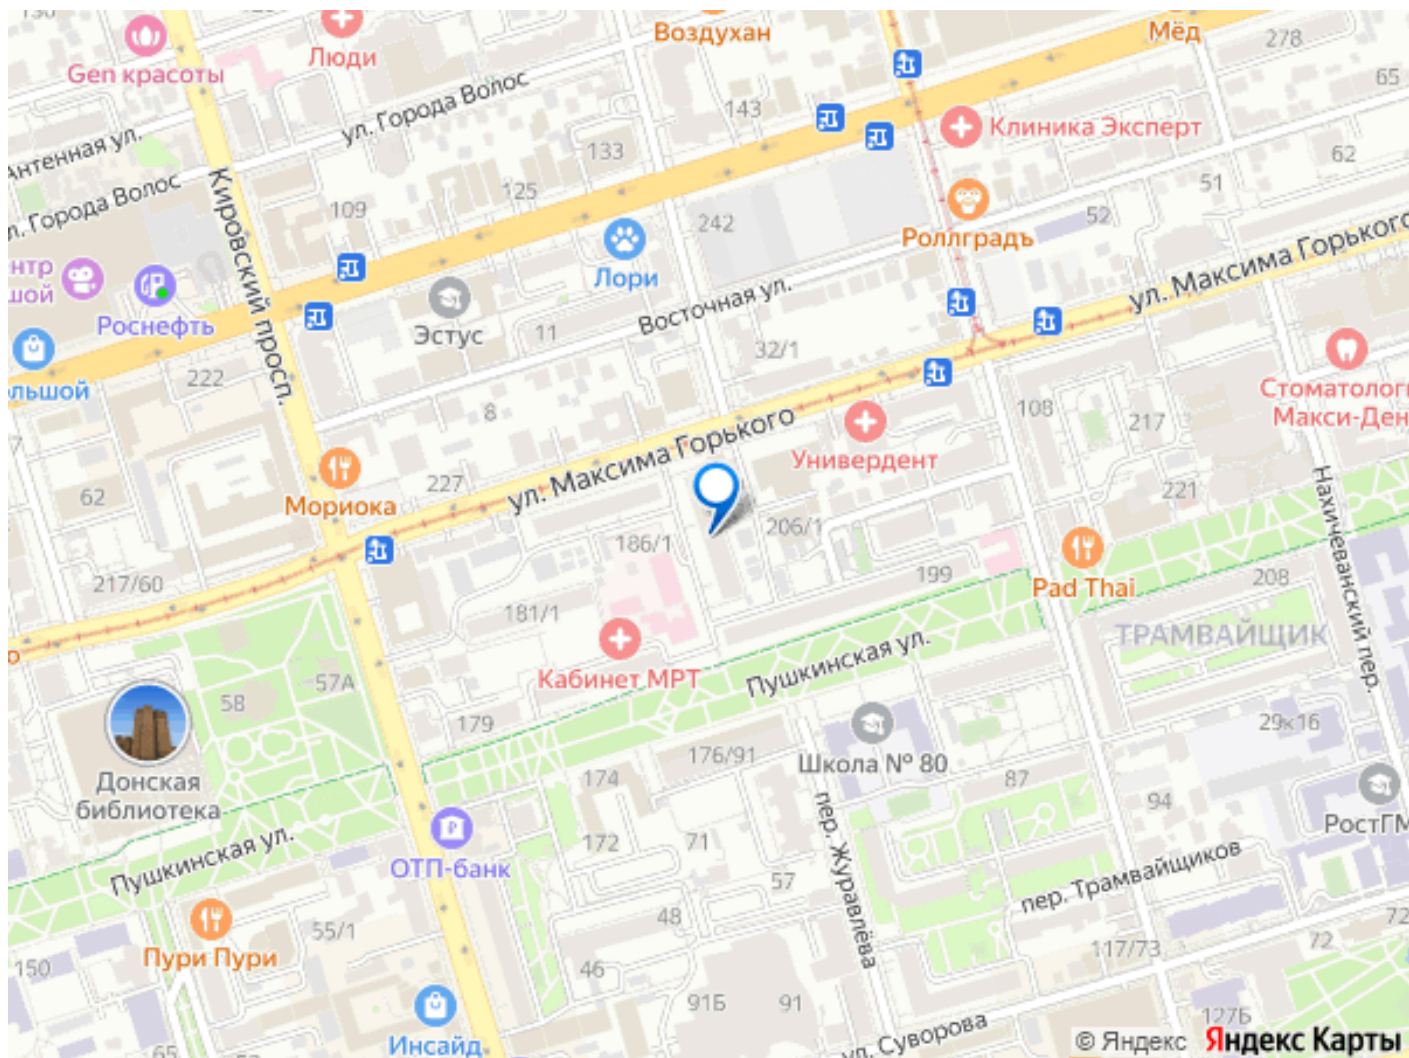 Воздухан
Мёд
278
Люди
Gen красоты
65
143
ул. Города Волос
Клиника Эксперт
133
62
Антенная ул.
125
51
109
ул. Города Волос
242
52
Роллградъ
Кировский просп.
Лори
ул. Максима Горького
Роснефть
Эстус
11
Восточная ул.
32/1
222
8
Стоматолог
Макси-Ден
108
217
ул. Максима Горького
Универдент
62
227
Мориока
221
206/1
186/1
Нахичеванский пер.
217/60
199
208
Pad Thai
181/1
ТРАМВАЙЩИК
Кабинет МРТ
Пушкинская ул.
57А
58
179
29к16
176/91
Школа № 80
Донская
библиотека
174
87
94
РостГМ
172
71
пер. Журавлёва
ОТП-банк
Пушкинская ул.
57
пер. Трамвайщиков
48
55/1
72
72
Пури Пури
117/73
150
46
91Б
91
127Б
Инсайд
65
ул. Суворова
© Яндекс Яндекс Карты